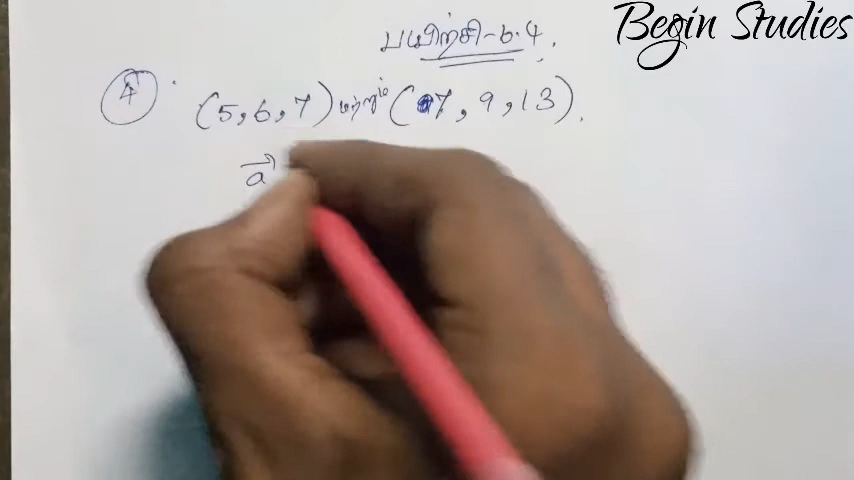 Begin Studies
பயிற்சி-6.4.
4 (5,6,7) மற்றும் (7,9,13).
a